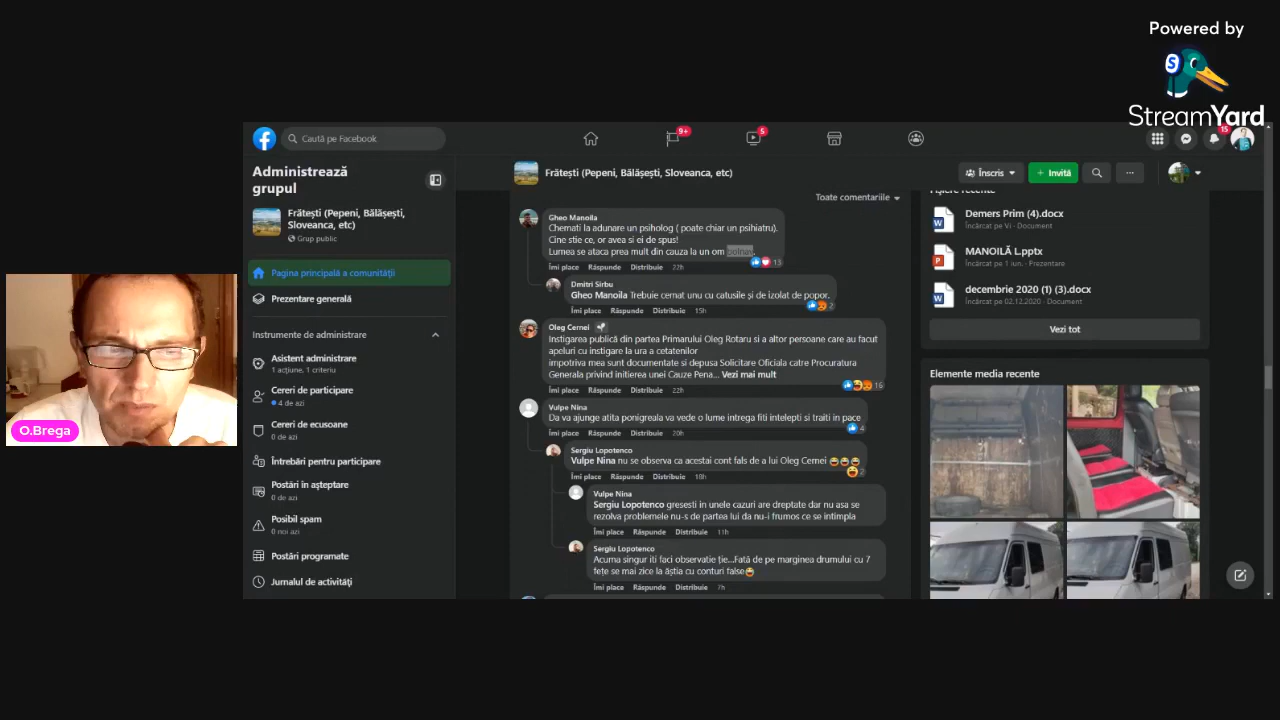 Powered by
StreamYard
Caută pe Facebook
9+
5
15
Administrează
grupul
Frătești (Pepeni, Bălășești,
Sloveanca, etc)
Grup public
Pagina principală a comunității
Prezentare generală
Instrumente de administrare
Asistent administrare
1 acțiune, 1 criteriu
Cereri de participare
4 de azi
Cereri de ecusoane
0 de azi
Întrebări pentru participare
Postări în așteptare
0 de azi
Posibil spam
0 noi azi
Postări programate
Jurnalul de activități
Frătești (Pepeni, Bălășești, Sloveanca, etc)
Înscris
+ Invită
Toate comentariile
Gheo Manoila
Chemati la adunare un psiholog ( poate chiar un psihiatru).
Cine stie ce, or avea si ei de spus!
Lumea se ataca prea mult din cauza la un om bolnav.
13
Îmi place Răspunde Distribuie 22h
Dmitri Sirbu
Gheo Manoila Trebuie cernat unu cu catusile și de izolat de popor.
2
Îmi place Răspunde Distribuie 15h
Oleg Cernei
Instigarea publică din partea Primarului Oleg Rotaru si a altor persoane care au facut
apeluri cu instigare la ura a cetatenilor
impotriva mea sunt documentate si depusa Solicitare Oficiala catre Procuratura
Generala privind initierea unei Cauze Pena... Vezi mai mult
16
Îmi place Răspunde Distribuie 22h
Vulpe Nina
Da va ajunge atita ponigreala va vede o lume intrega fiti intelepti si traiti in pace
4
Îmi place Răspunde Distribuie 20h
Sergiu Lopotenco
Vulpe Nina nu se observa ca acestai cont fals de a lui Oleg Cernei 😂😂😂
2
Îmi place Răspunde Distribuie 18h
Vulpe Nina
Sergiu Lopotenco gresesti in unele cazuri are dreptate dar nu asa se
rezolva problemele nu-s de partea lui da nu-i frumos ce se intimpla
Îmi place Răspunde Distribuie 11h
Sergiu Lopotenco
Acuma singur iti faci observatie ție...Fată de pe marginea drumului cu 7
fețe se mai zice la ăștia cu conturi false😂
Îmi place Răspunde Distribuie 7h
Fișiere recente
Demers Prim (4).docx
Încărcat pe Vi · Document
MANOILĂ L.pptx
Încărcat pe 1 iun. · Prezentare
decembrie 2020 (1) (3).docx
Încărcat pe 02.12.2020 · Document
Vezi tot
Elemente media recente
O.Brega